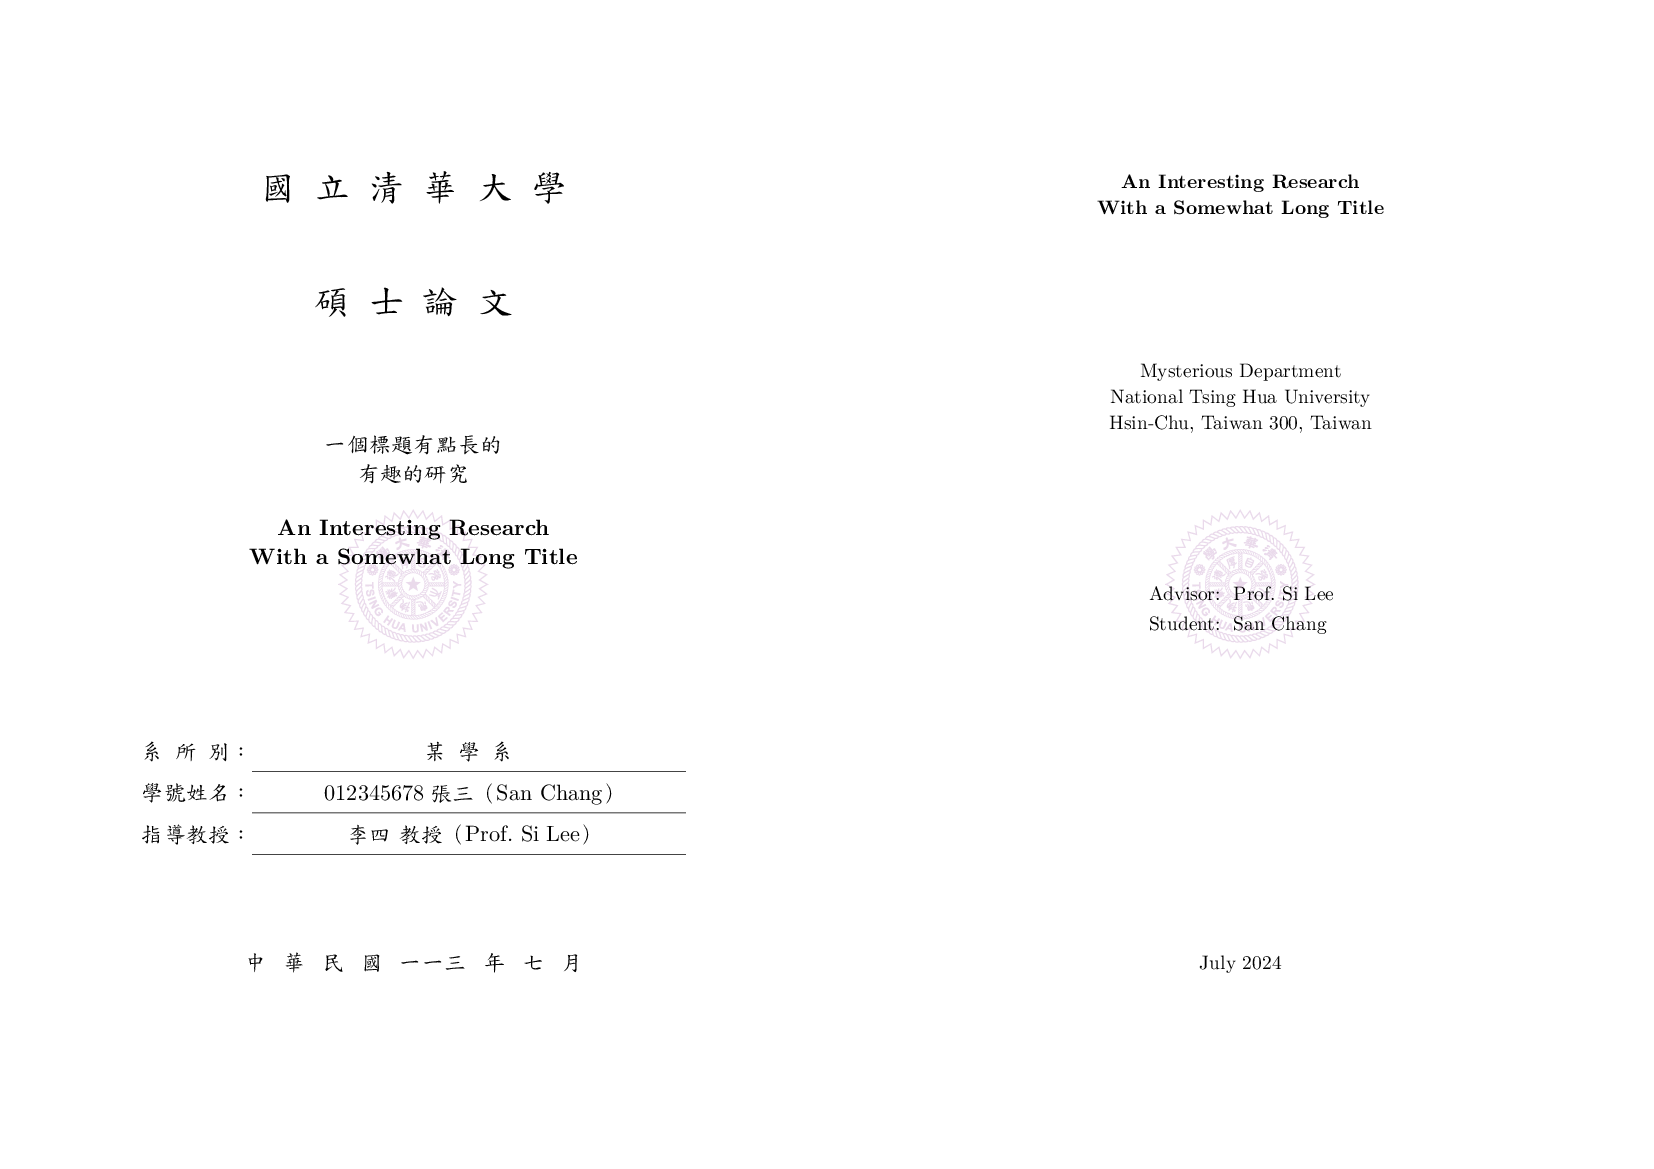 國 立 清 華 大 學
碩 士 論 文
一個標題有點長的
有趣的研究
An Interesting Research
With a Somewhat Long Title
系 所 別： 某 學 系
學號姓名： 012345678 張三（San Chang）
指導教授： 李四 教授（Prof. Si Lee）
中 華 民 國 一一三 年 七 月
An Interesting Research
With a Somewhat Long Title
Mysterious Department
National Tsing Hua University
Hsin-Chu, Taiwan 300, Taiwan
Advisor: Prof. Si Lee
Student: San Chang
July 2024
TSING HUA UNIVERSITY